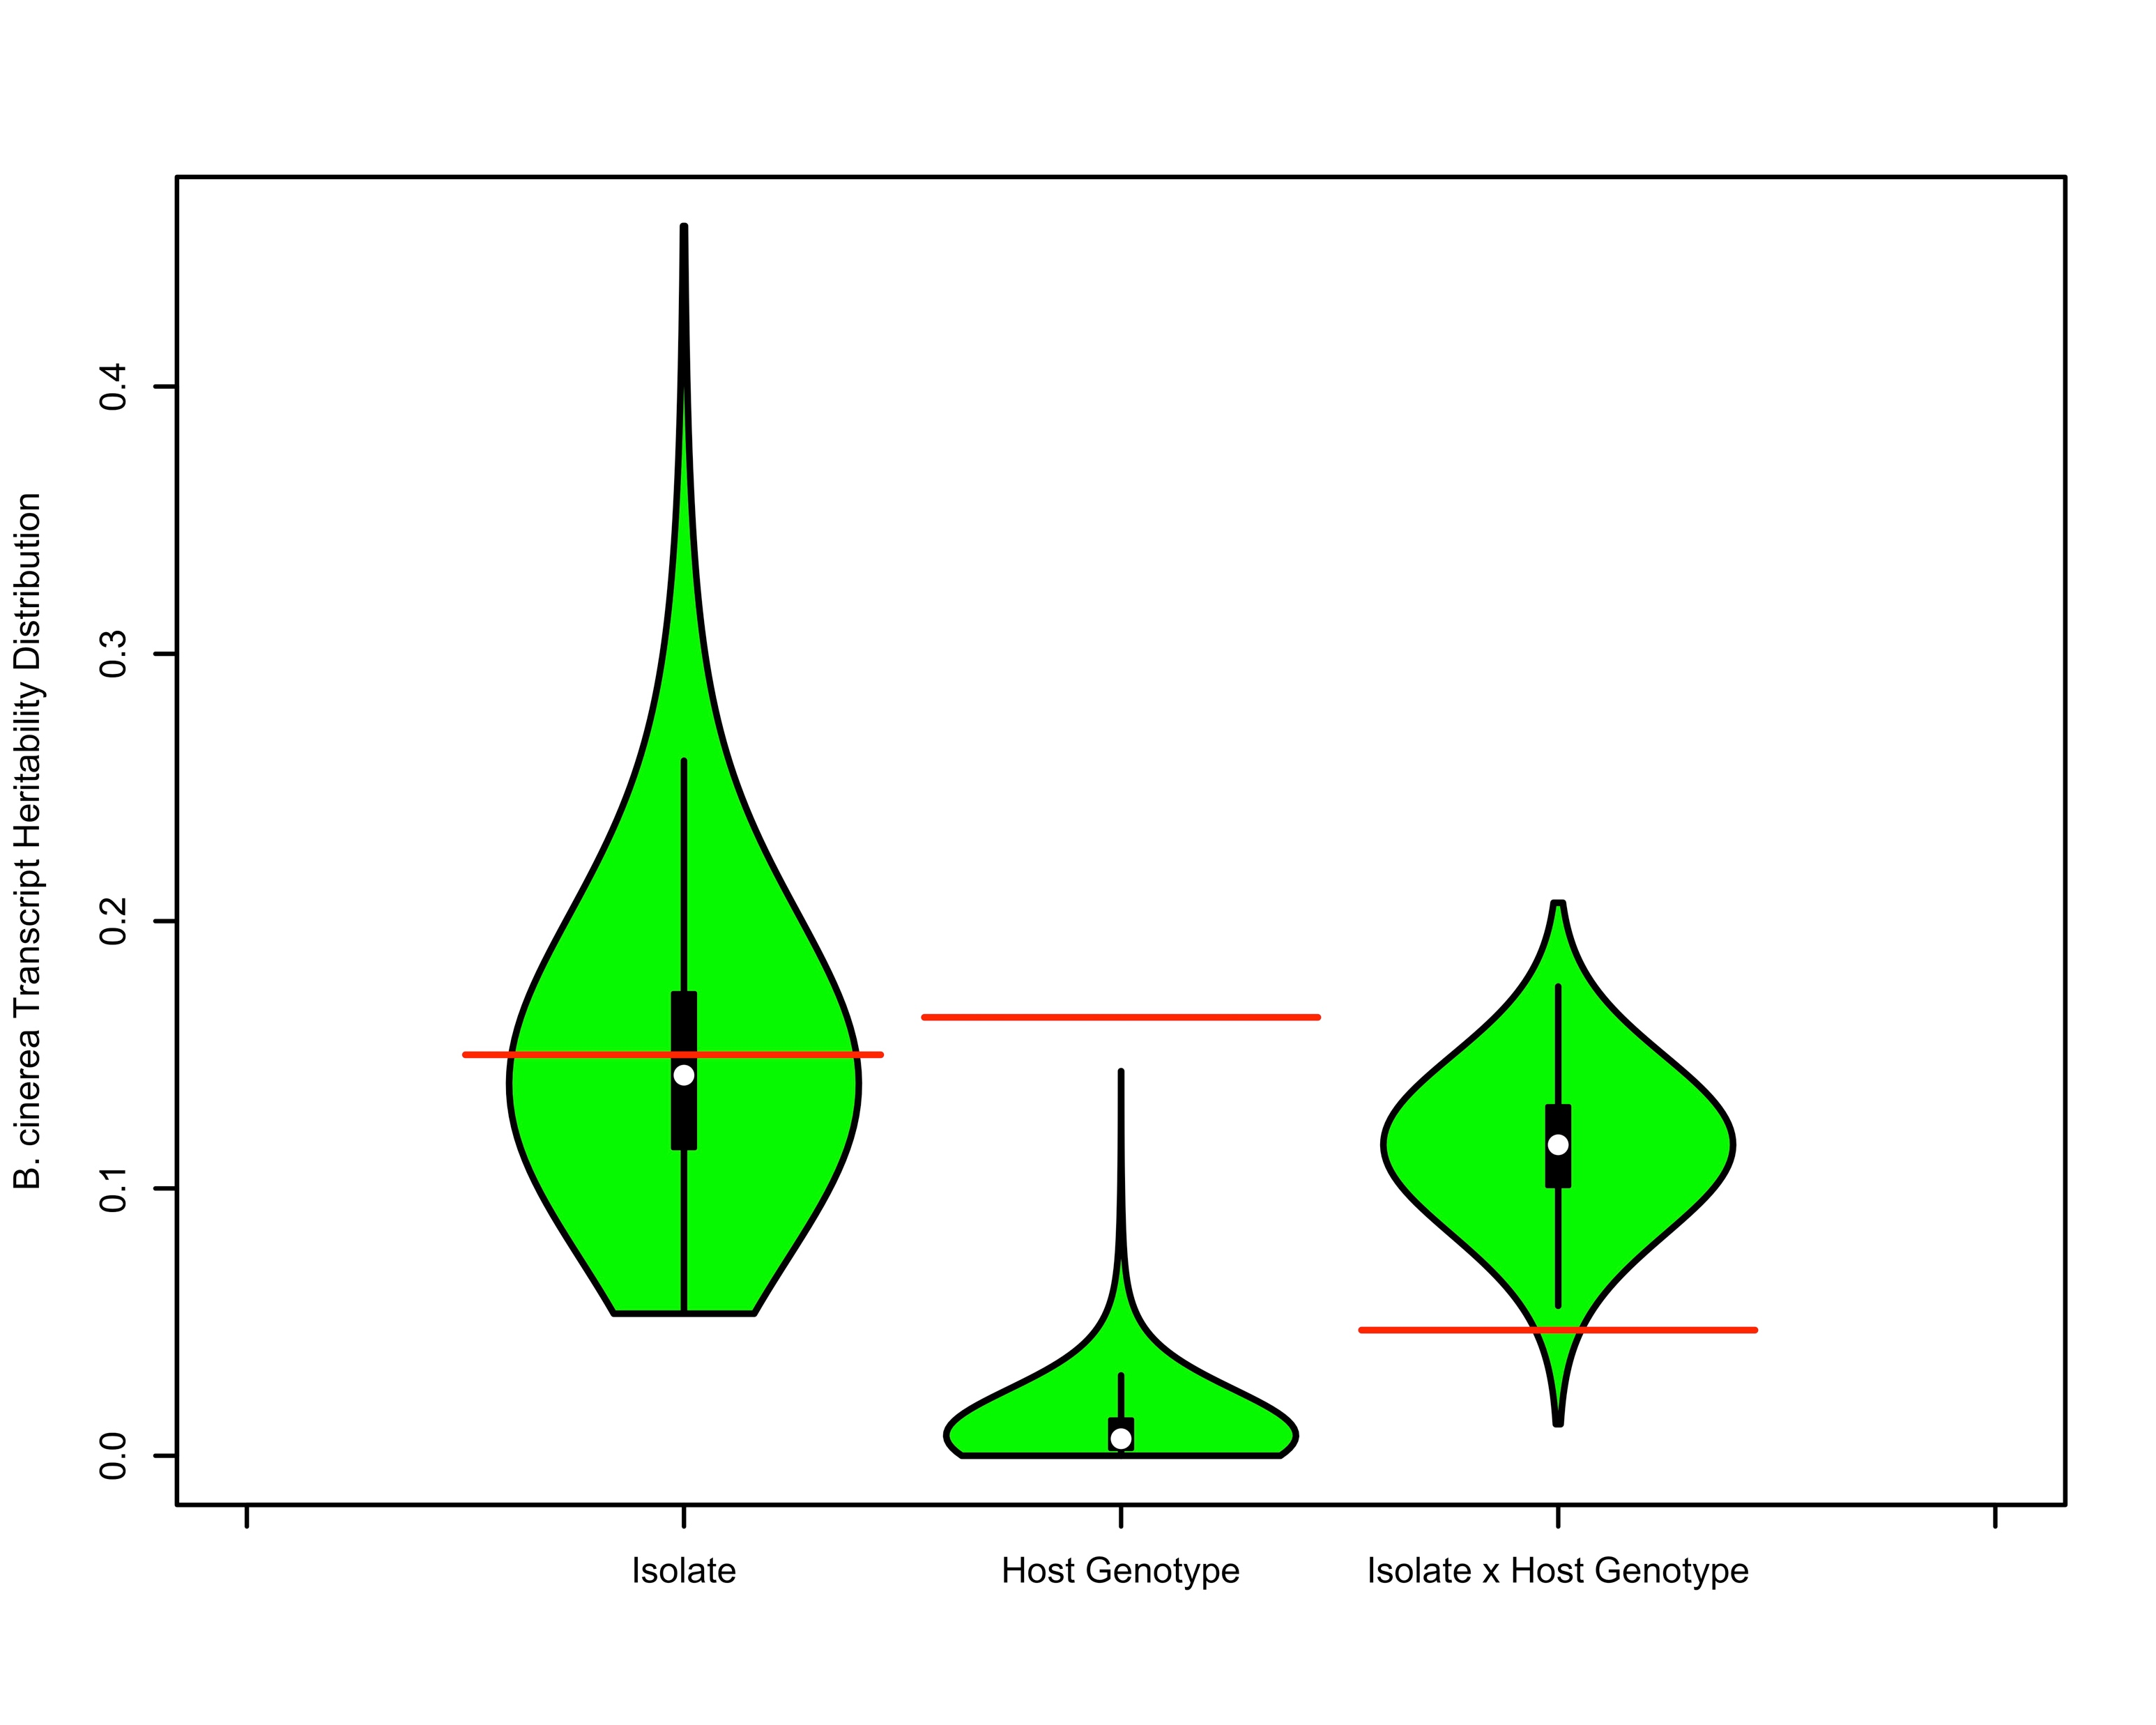 B. cinerea Transcript Heritability Distribution
0.4
0.3
0.2
0.1
0.0
Isolate
Host Genotype
Isolate x Host Genotype